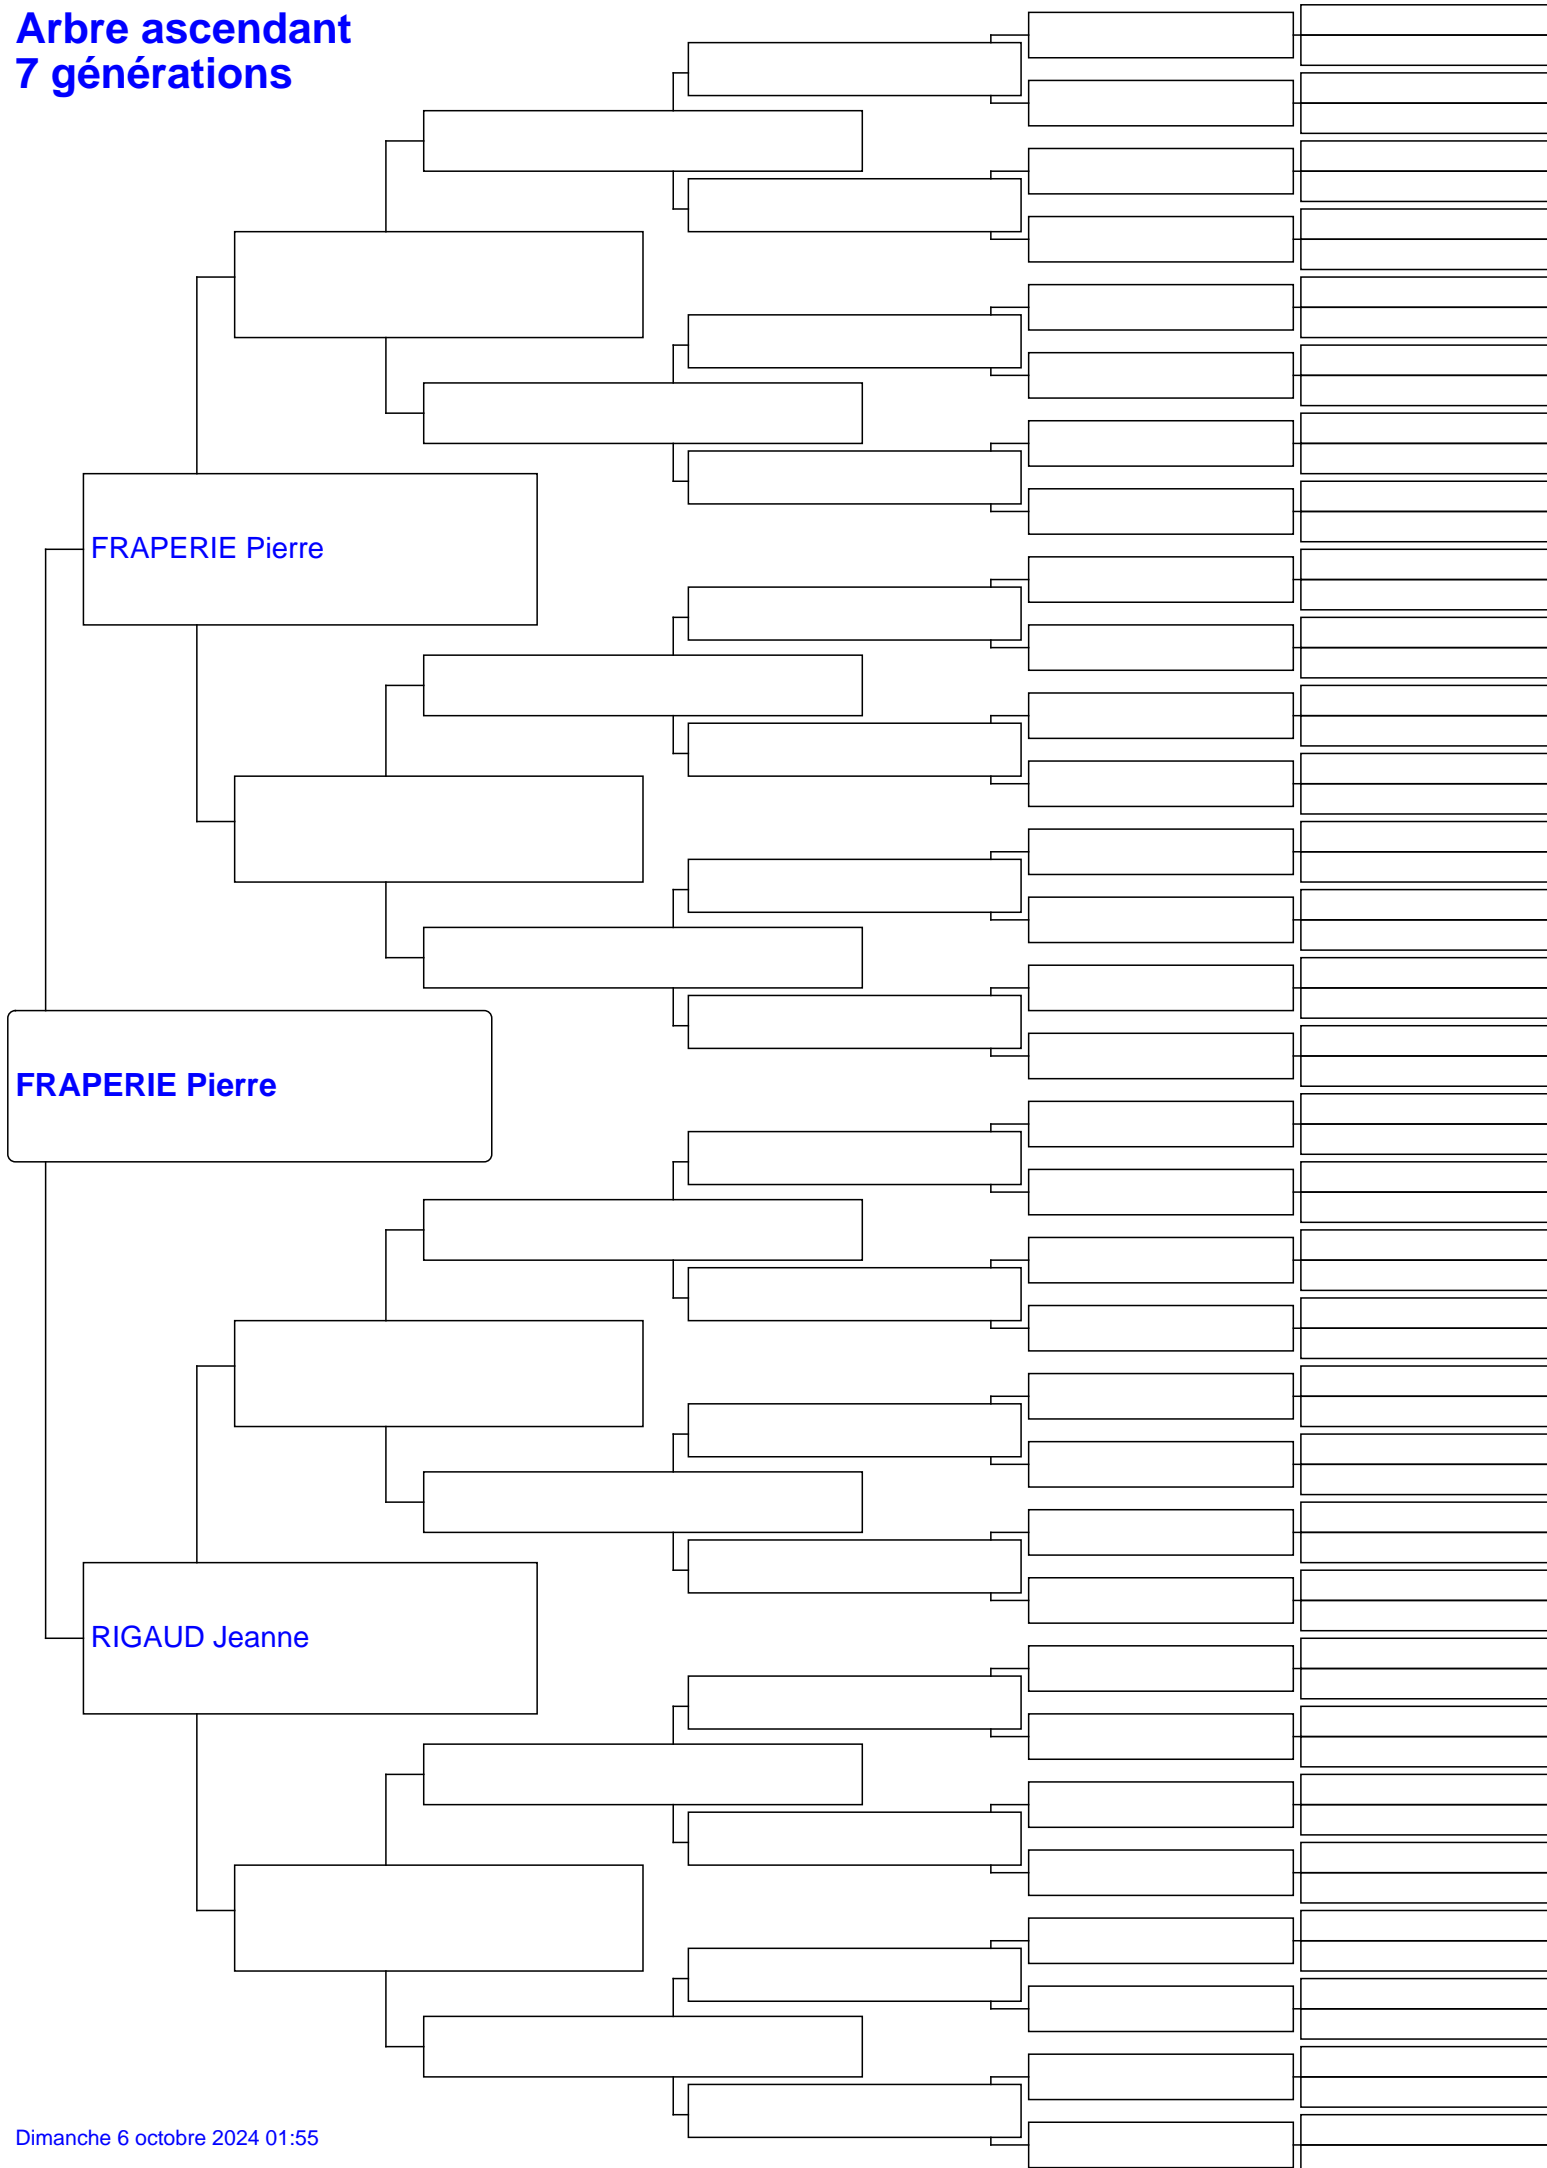 Arbre ascendant
7 générations
FRAPERIE Pierre
FRAPERIE Pierre
RIGAUD Jeanne
Dimanche 6 octobre 2024 01:55